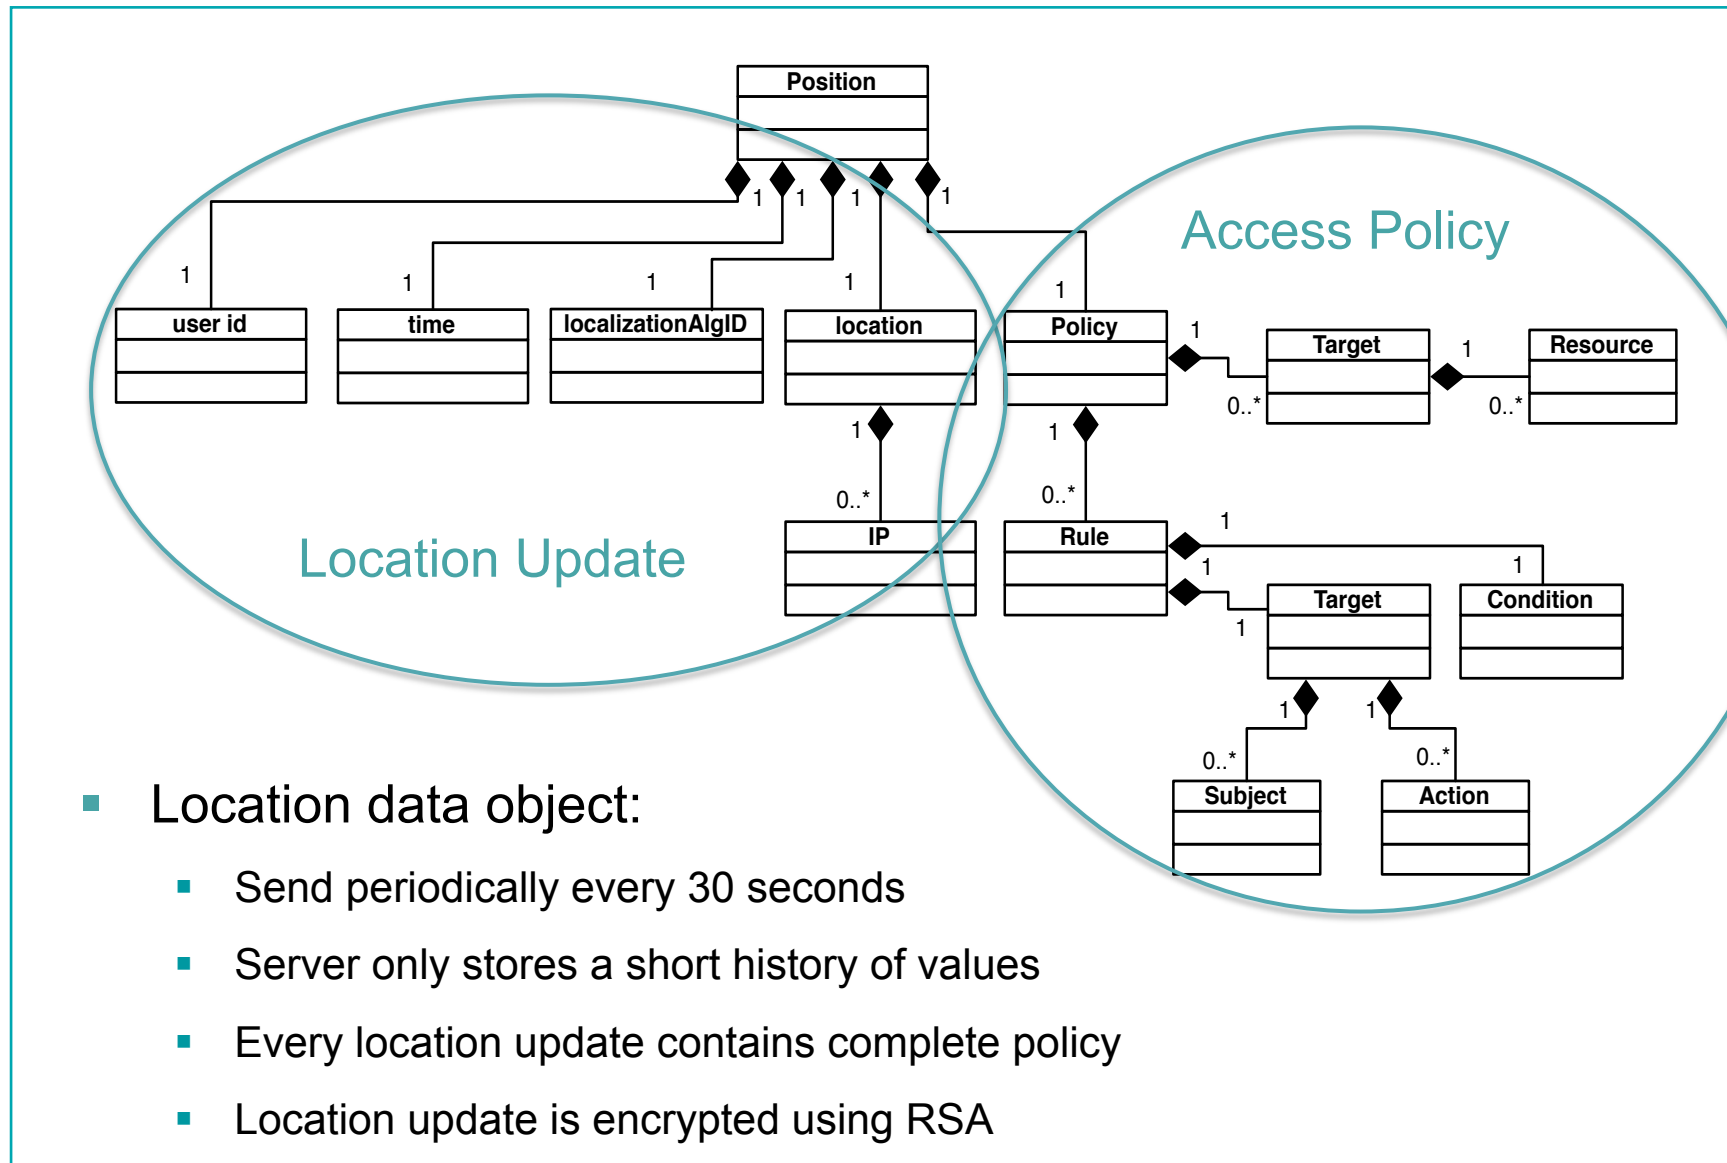 Position
1 1 1 1 1
Access Policy
1 1 1 1 1
user id time localizationAlgID location Policy
1 Target 1 Resource
0..* 0..*
1 1
0..* 0..*
IP Rule
1
Location Update
1 1
Target Condition
1
1 1
0..* 0..*
Subject Action
▪ Location data object:
▪ Send periodically every 30 seconds
▪ Server only stores a short history of values
▪ Every location update contains complete policy
▪ Location update is encrypted using RSA